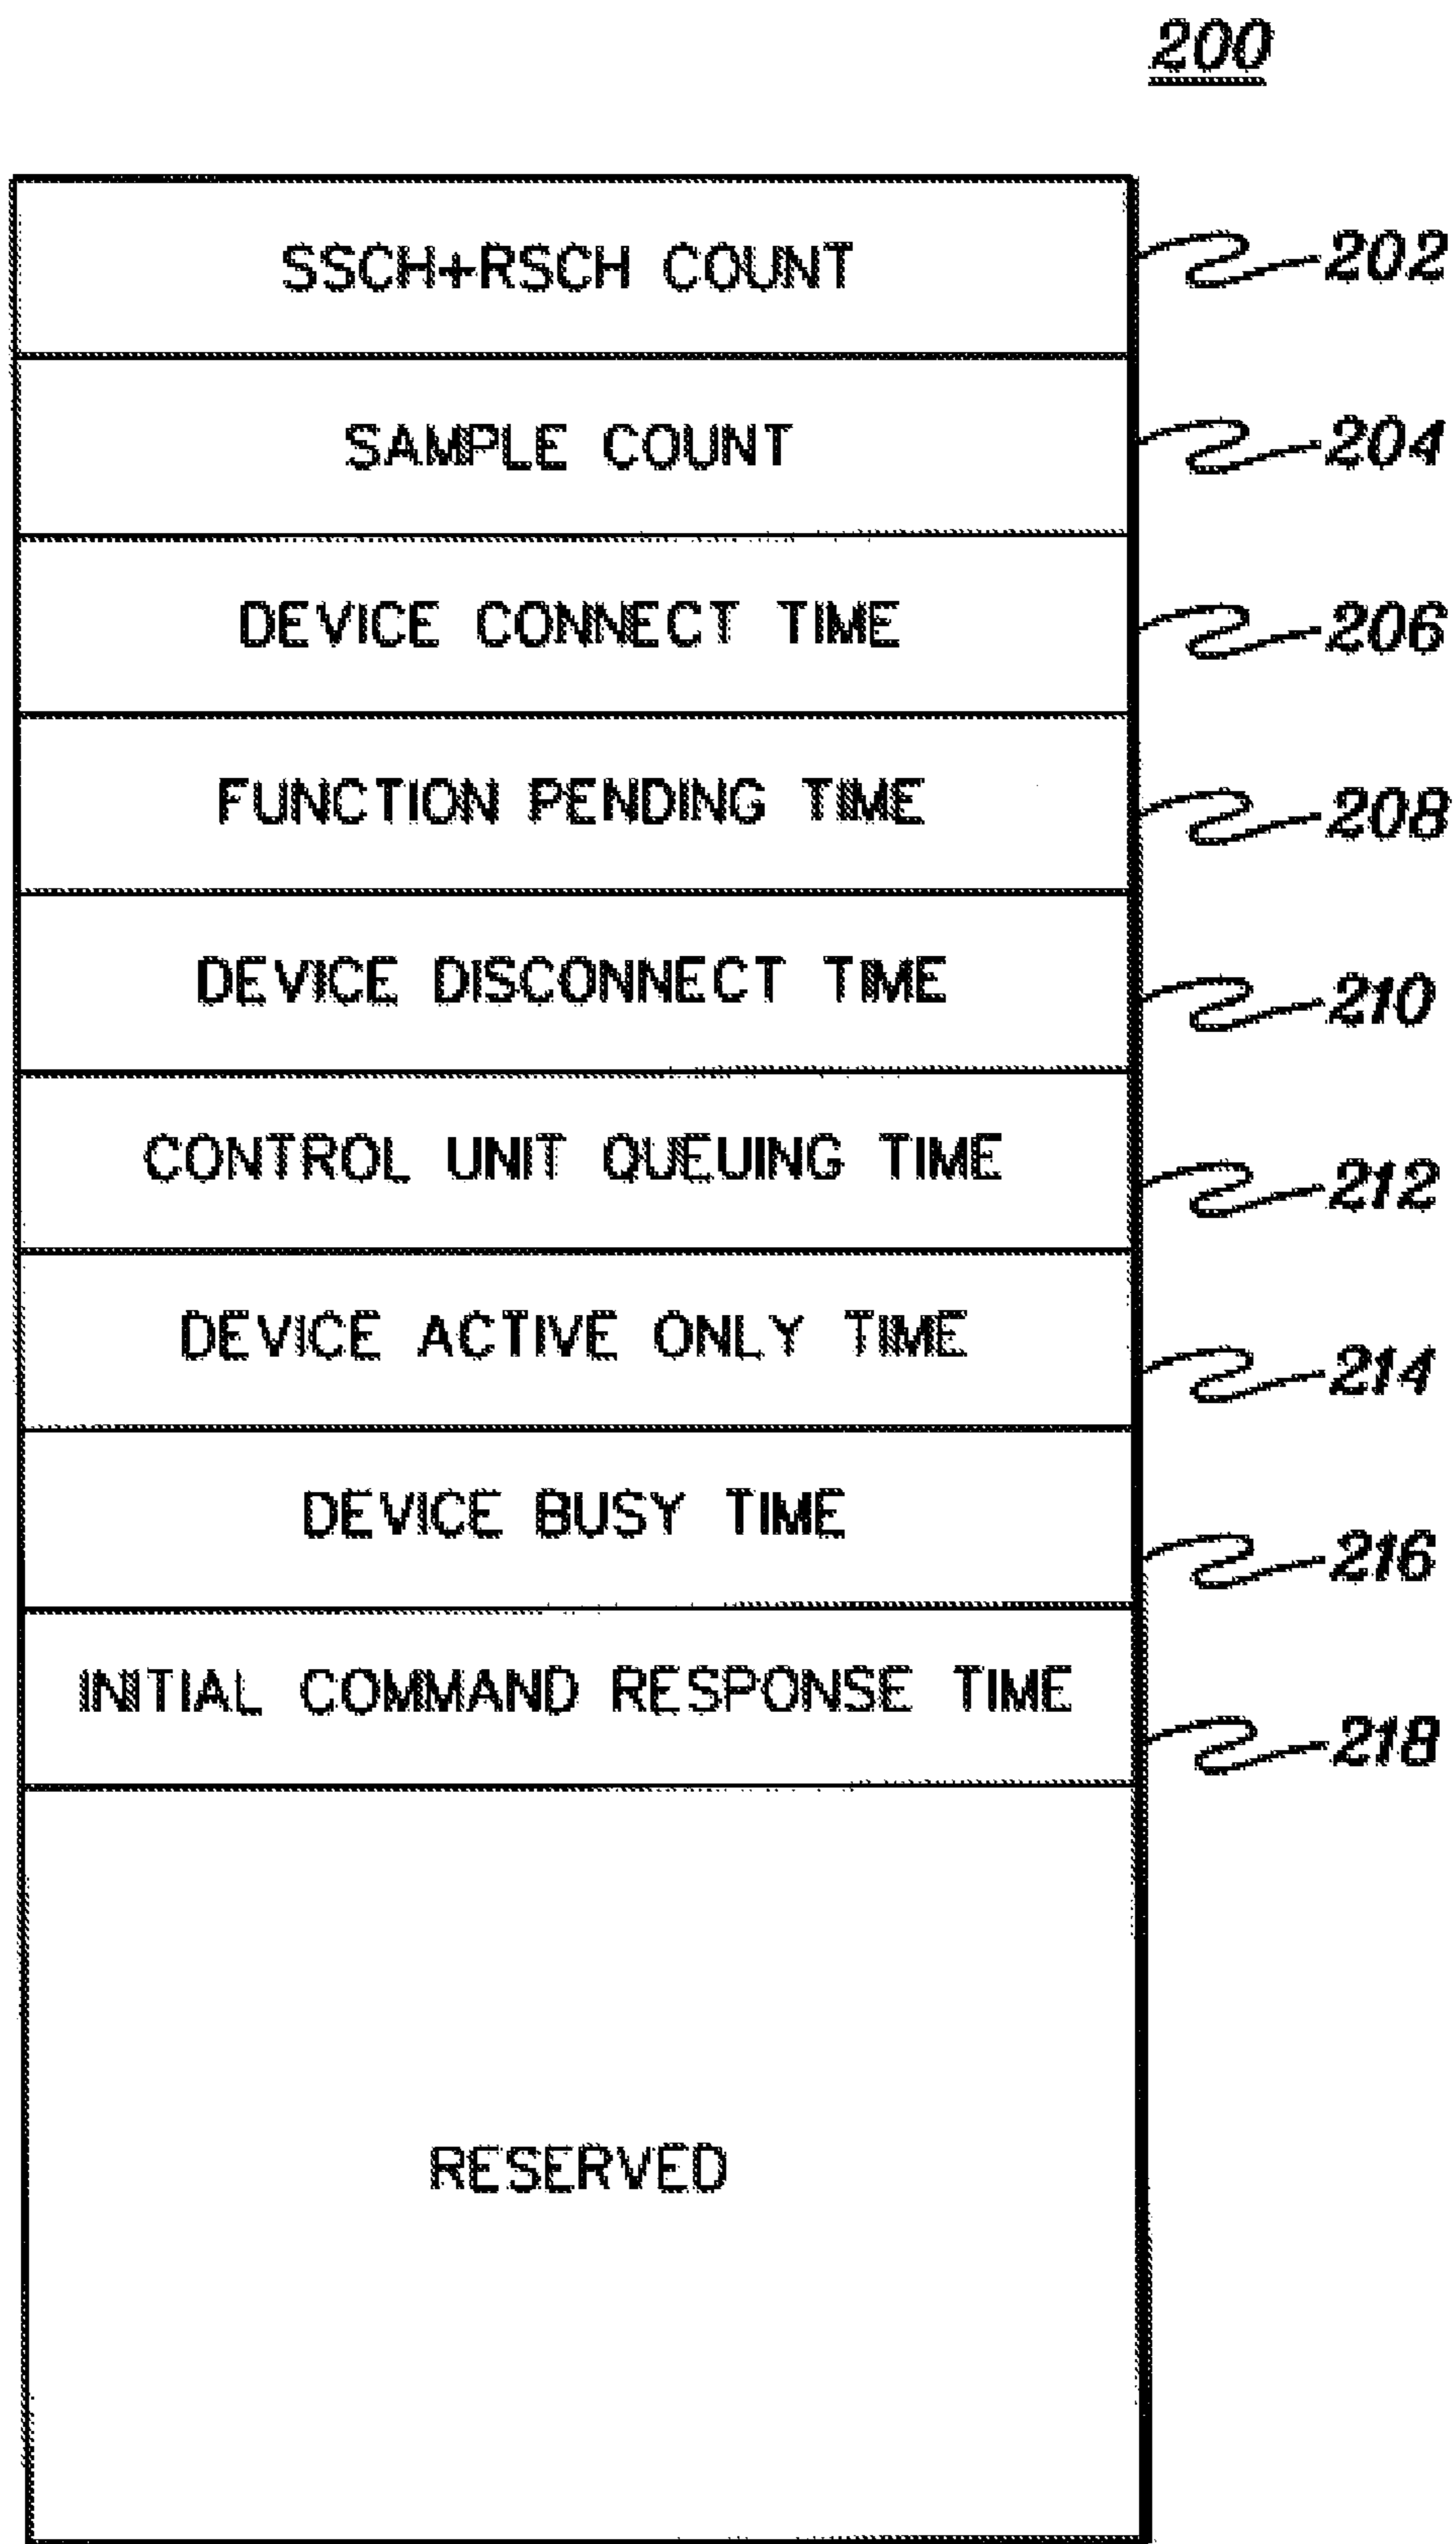 200
SSCH+RSCH COUNT
202
SAMPLE COUNT
204
DEVICE CONNECT TIME
206
FUNCTION PENDING TIME
208
DEVICE DISCONNECT TIME
210
CONTROL UNIT QUEUING TIME
212
DEVICE ACTIVE ONLY TIME
214
DEVICE BUSY TIME
216
INITIAL COMMAND RESPONSE TIME
218
RESERVED